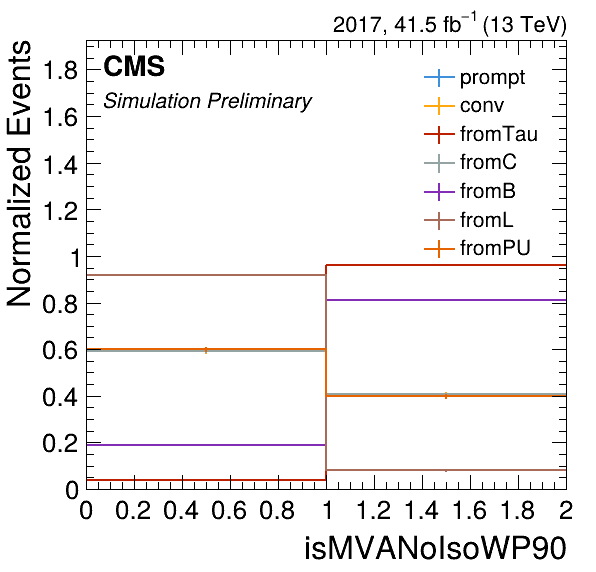 2017, 41.5 fb⁻¹ (13 TeV)
CMS
Simulation Preliminary
prompt
conv
fromTau
fromC
fromB
fromL
fromPU
Normalized Events
1.8
1.6
1.4
1.2
1
0.8
0.6
0.4
0.2
0
0 0.2 0.4 0.6 0.8 1 1.2 1.4 1.6 1.8 2
isMVANoIsoWP90